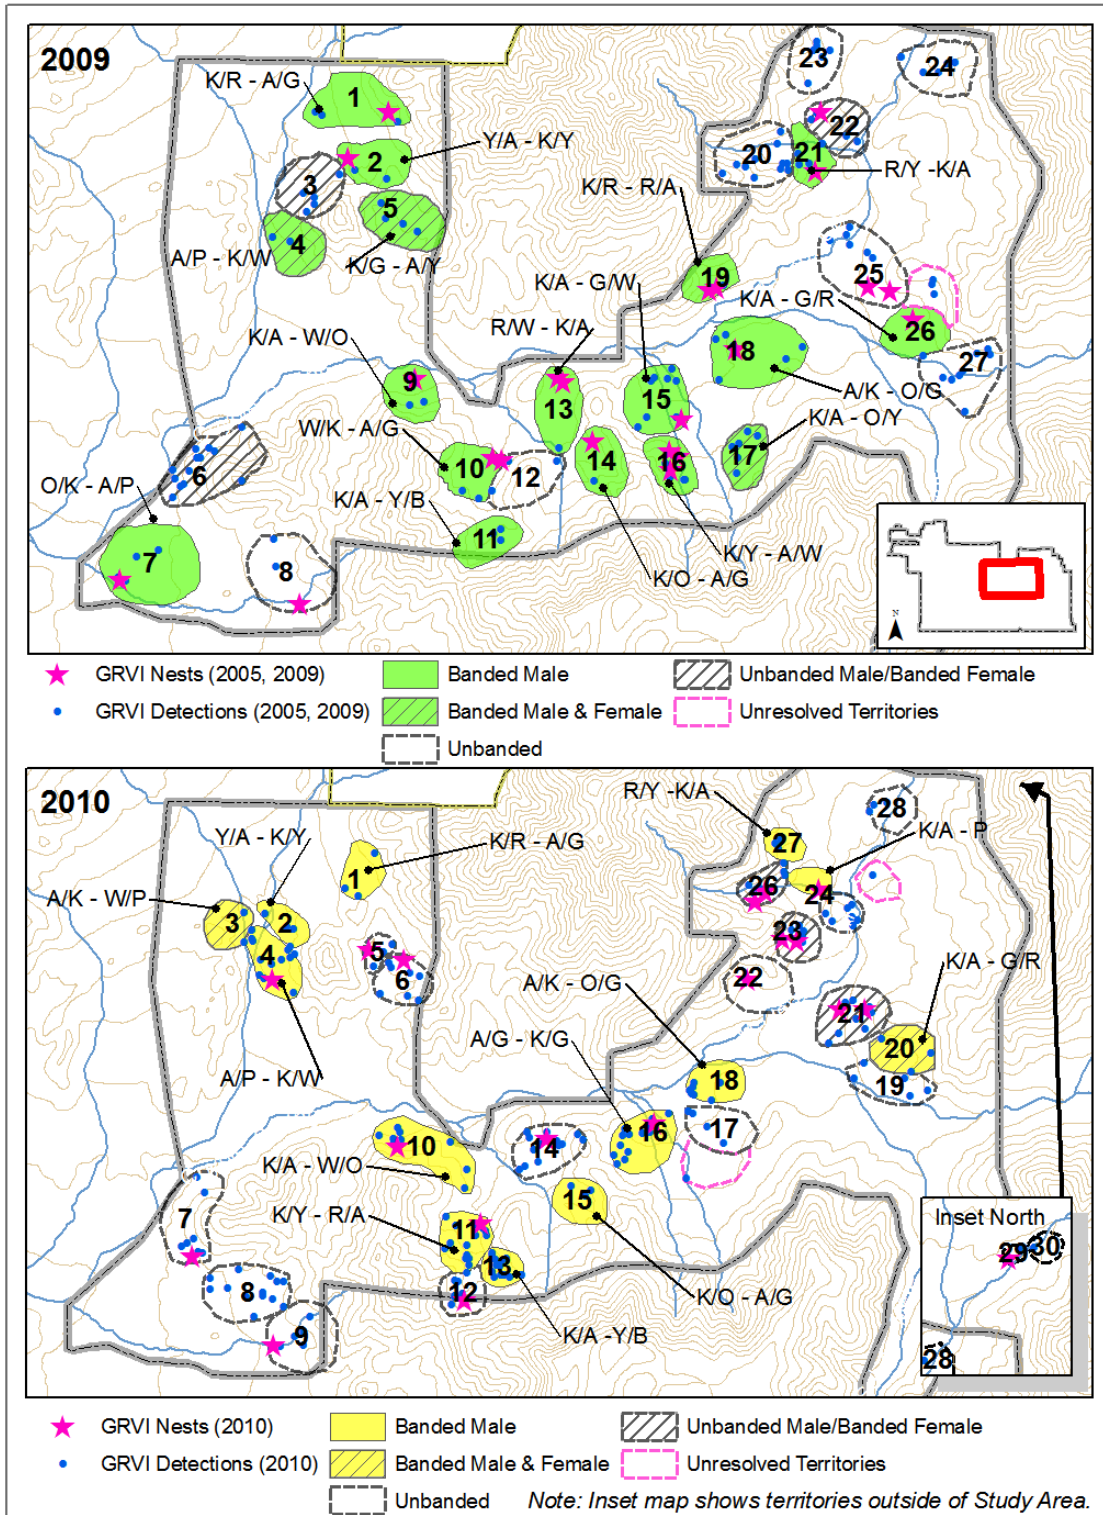 2009
K/R - A/G
1
Y/A - K/Y
2
3
5
4
A/P - K/W
K/G - A/Y
23
24
22
20
21
R/Y -K/A
K/R - R/A
19
25
K/A - G/W
K/A - G/R
26
R/W - K/A
K/A - W/O
18
27
9
13
15
A/K - O/G
K/A - O/Y
W/K - A/G
10
12
14
16
17
6
O/K - A/P
K/A - Y/B
11
K/Y - A/W
7
8
K/O - A/G
N
GRVI Nests (2005, 2009)
Banded Male
Unbanded Male/Banded Female
GRVI Detections (2005, 2009)
Banded Male & Female
Unresolved Territories
Unbanded
2010
R/Y -K/A
28
K/A - P
Y/A - K/Y
K/R - A/G
27
1
26
24
A/K - W/P
3
2
23
4
5
6
22
K/A - G/R
A/K - O/G
21
A/G - K/G
20
A/P - K/W
18
19
10
14
16
17
K/A - W/O
15
K/Y - R/A
7
11
Inset North
29
30
13
8
12
K/O - A/G
9
K/A -Y/B
28
GRVI Nests (2010)
Banded Male
Unbanded Male/Banded Female
GRVI Detections (2010)
Banded Male & Female
Unresolved Territories
Unbanded
Note: Inset map shows territories outside of Study Area.